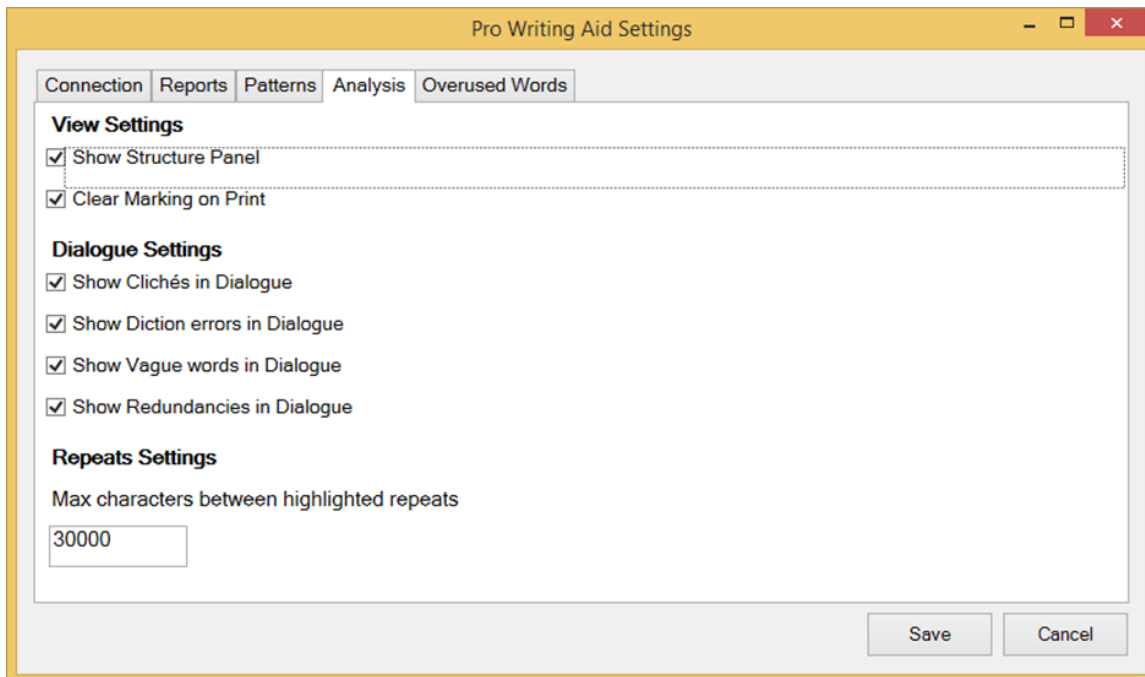 Pro Writing Aid Settings
Connection Reports Patterns Analysis Overused Words
View Settings
Show Structure Panel
Clear Marking on Print
Dialogue Settings
Show Clichés in Dialogue
Show Diction errors in Dialogue
Show Vague words in Dialogue
Show Redundancies in Dialogue
Repeats Settings
Max characters between highlighted repeats
30000
Save Cancel